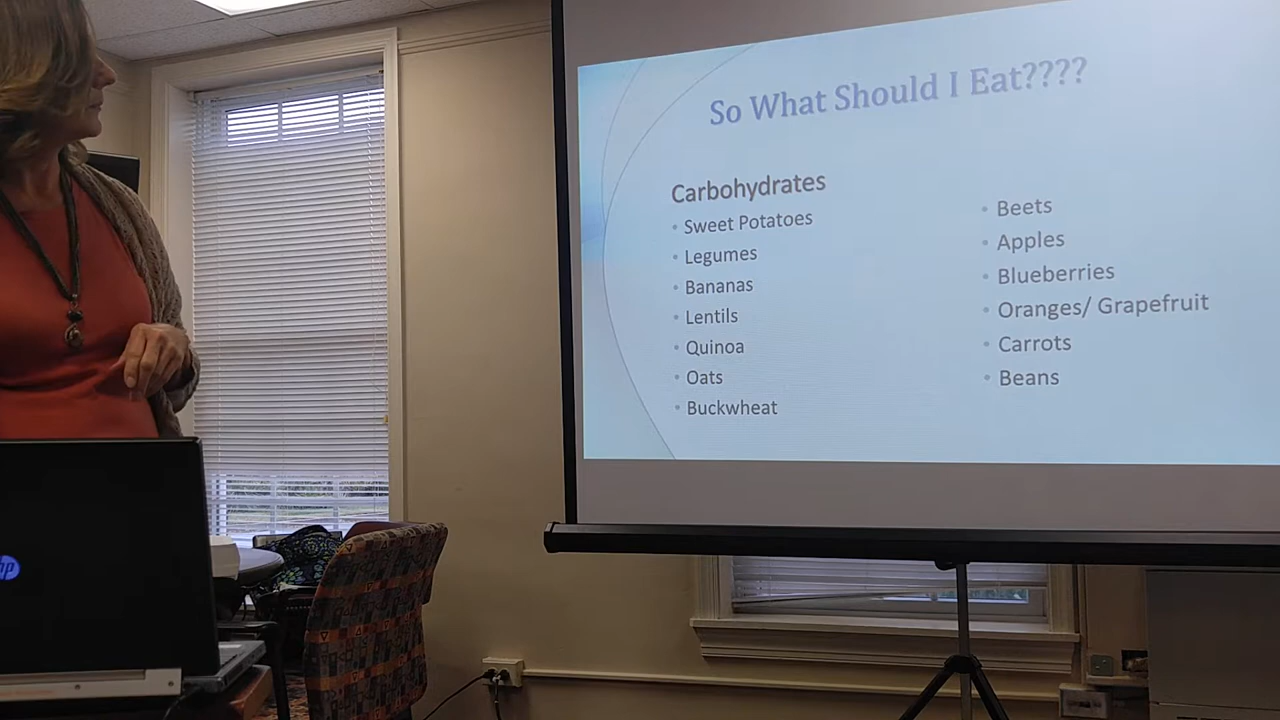 So What Should I Eat????
Carbohydrates
• Sweet Potatoes
• Legumes
• Bananas
• Lentils
• Quinoa
• Oats
• Buckwheat
• Beets
• Apples
• Blueberries
• Oranges/ Grapefruit
• Carrots
• Beans
hp